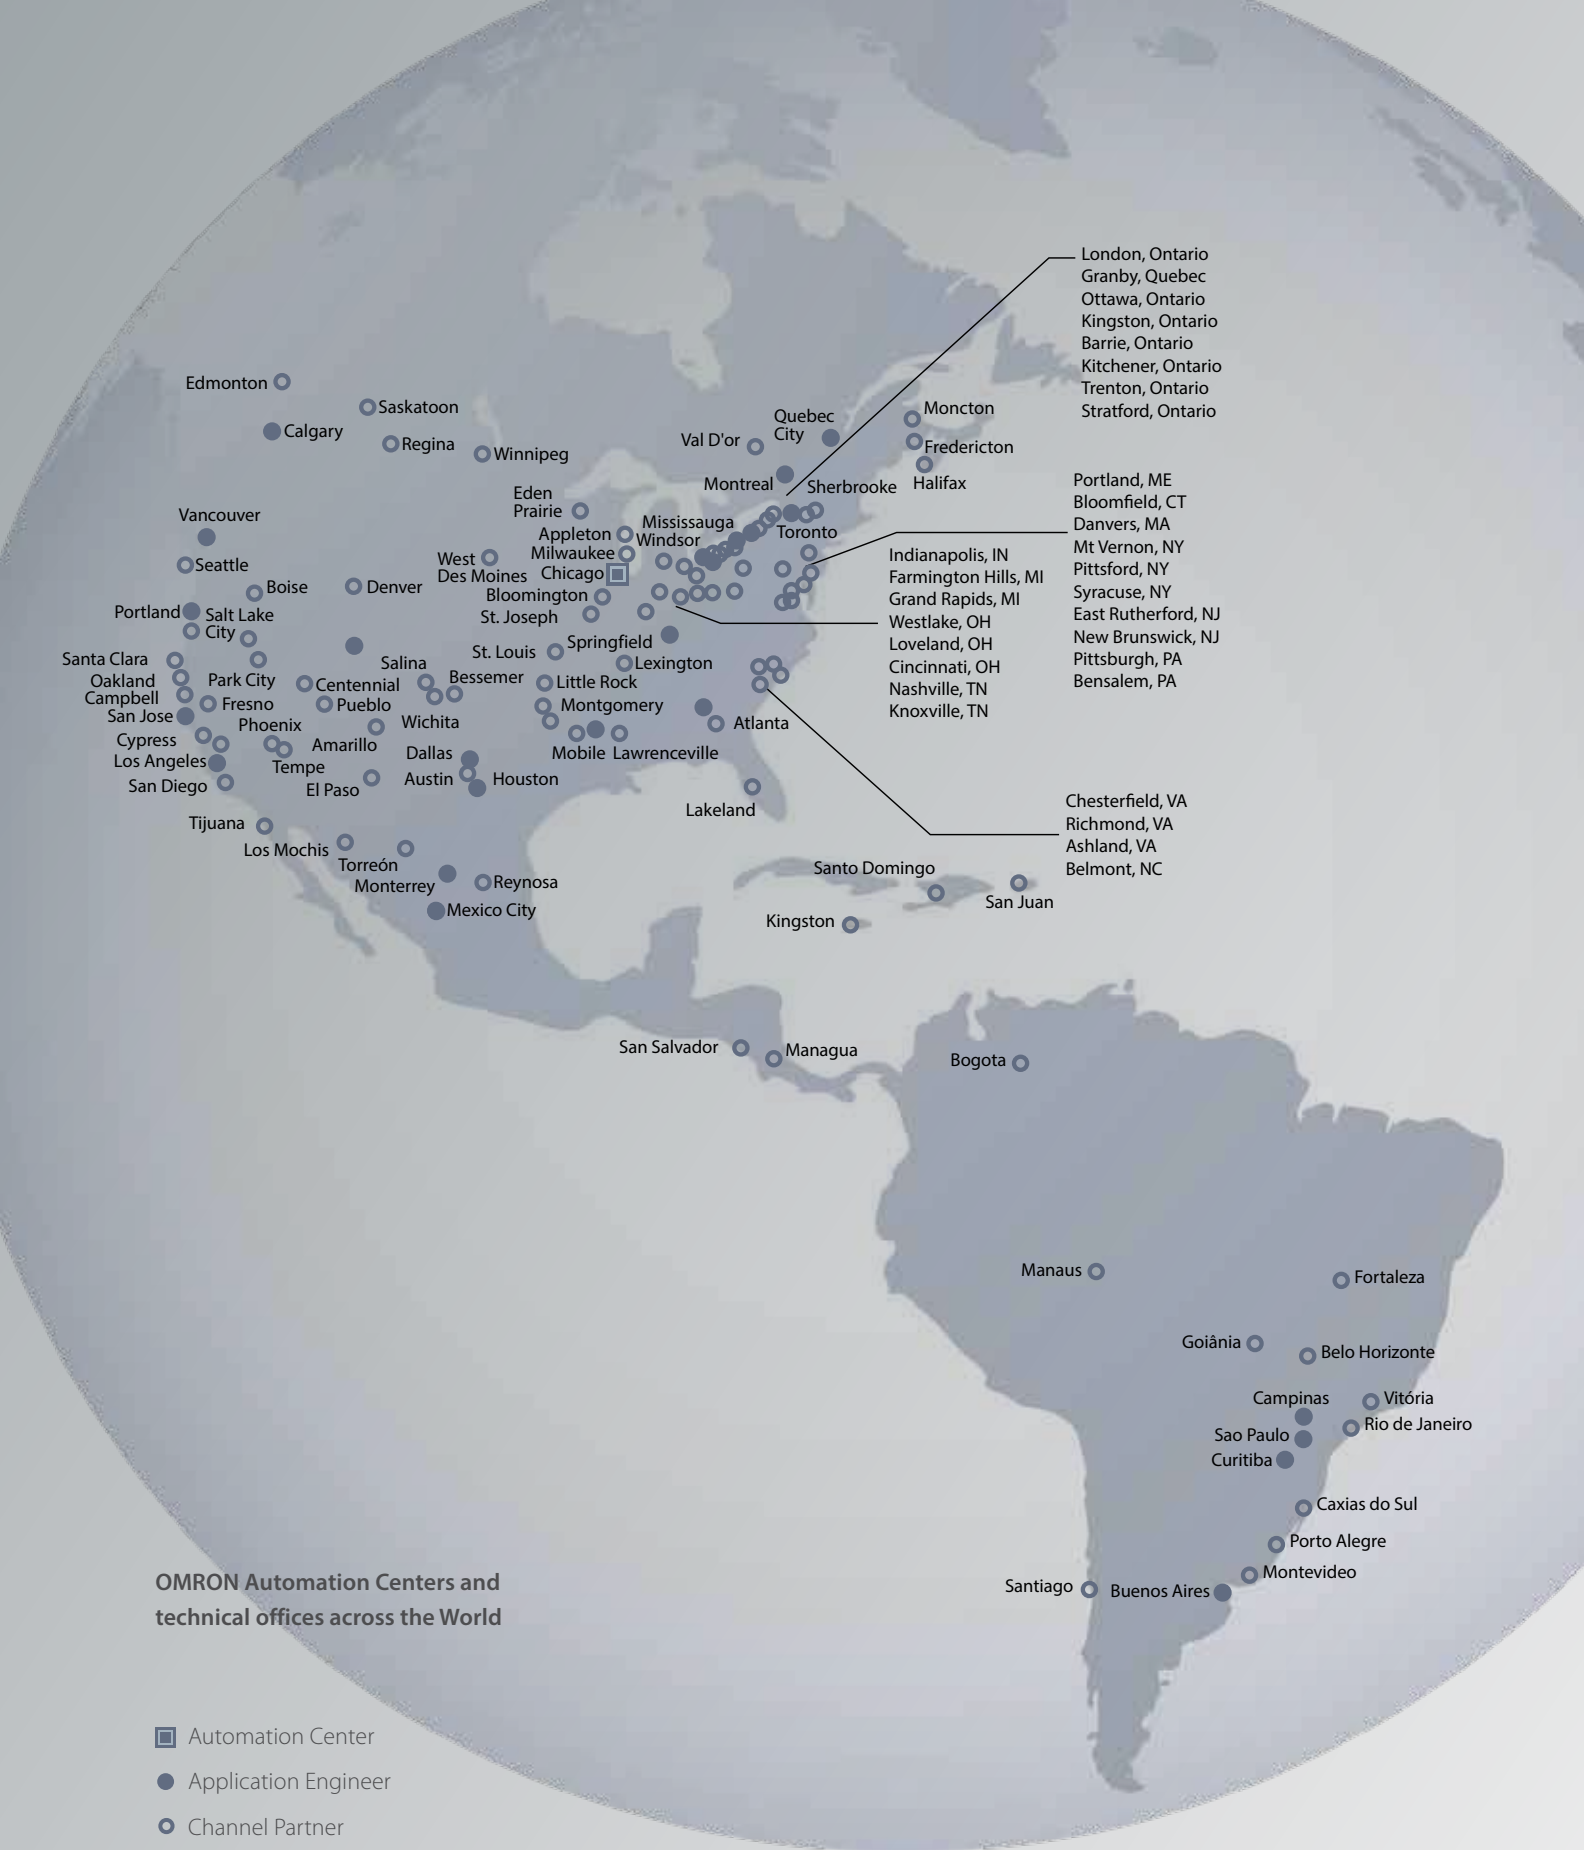 London, Ontario
Granby, Quebec
Ottawa, Ontario
Kingston, Ontario
Barrie, Ontario
Kitchener, Ontario
Trenton, Ontario
Stratford, Ontario
Edmonton
Saskatoon
Calgary
Regina
Winnipeg
Val D'or
Quebec
City
Moncton
Fredericton
Halifax
Montreal
Sherbrooke
Eden
Prairie
Appleton
Mississauga
Toronto
Milwaukee
Windsor
West
Des Moines
Chicago
Bloomington
St. Joseph
Springfield
St. Louis
Lexington
Vancouver
Seattle
Boise
Denver
Portland
Salt Lake
City
Santa Clara
Oakland
Park City
Campbell
San Jose
Fresno
Centennial
Pueblo
Salina
Bessemer
Little Rock
Montgomery
Wichita
Phoenix
Amarillo
Cypress
Los Angeles
Tempe
San Diego
El Paso
Dallas
Austin
Houston
Mobile
Lawrenceville
Atlanta
Lakeland
Portland, ME
Bloomfield, CT
Danvers, MA
Mt Vernon, NY
Pittsford, NY
Syracuse, NY
East Rutherford, NJ
New Brunswick, NJ
Pittsburgh, PA
Bensalem, PA
Indianapolis, IN
Farmington Hills, MI
Grand Rapids, MI
Westlake, OH
Loveland, OH
Cincinnati, OH
Nashville, TN
Knoxville, TN
Chesterfield, VA
Richmond, VA
Ashland, VA
Belmont, NC
Tijuana
Los Mochis
Torreón
Monterrey
Reynosa
Mexico City
Santo Domingo
San Juan
Kingston
San Salvador
Managua
Bogota
Manaus
Fortaleza
Goiânia
Belo Horizonte
Campinas
Vitória
Sao Paulo
Rio de Janeiro
Curitiba
Caxias do Sul
Porto Alegre
Montevideo
Santiago
Buenos Aires
OMRON Automation Centers and
technical offices across the World
Automation Center
Application Engineer
Channel Partner